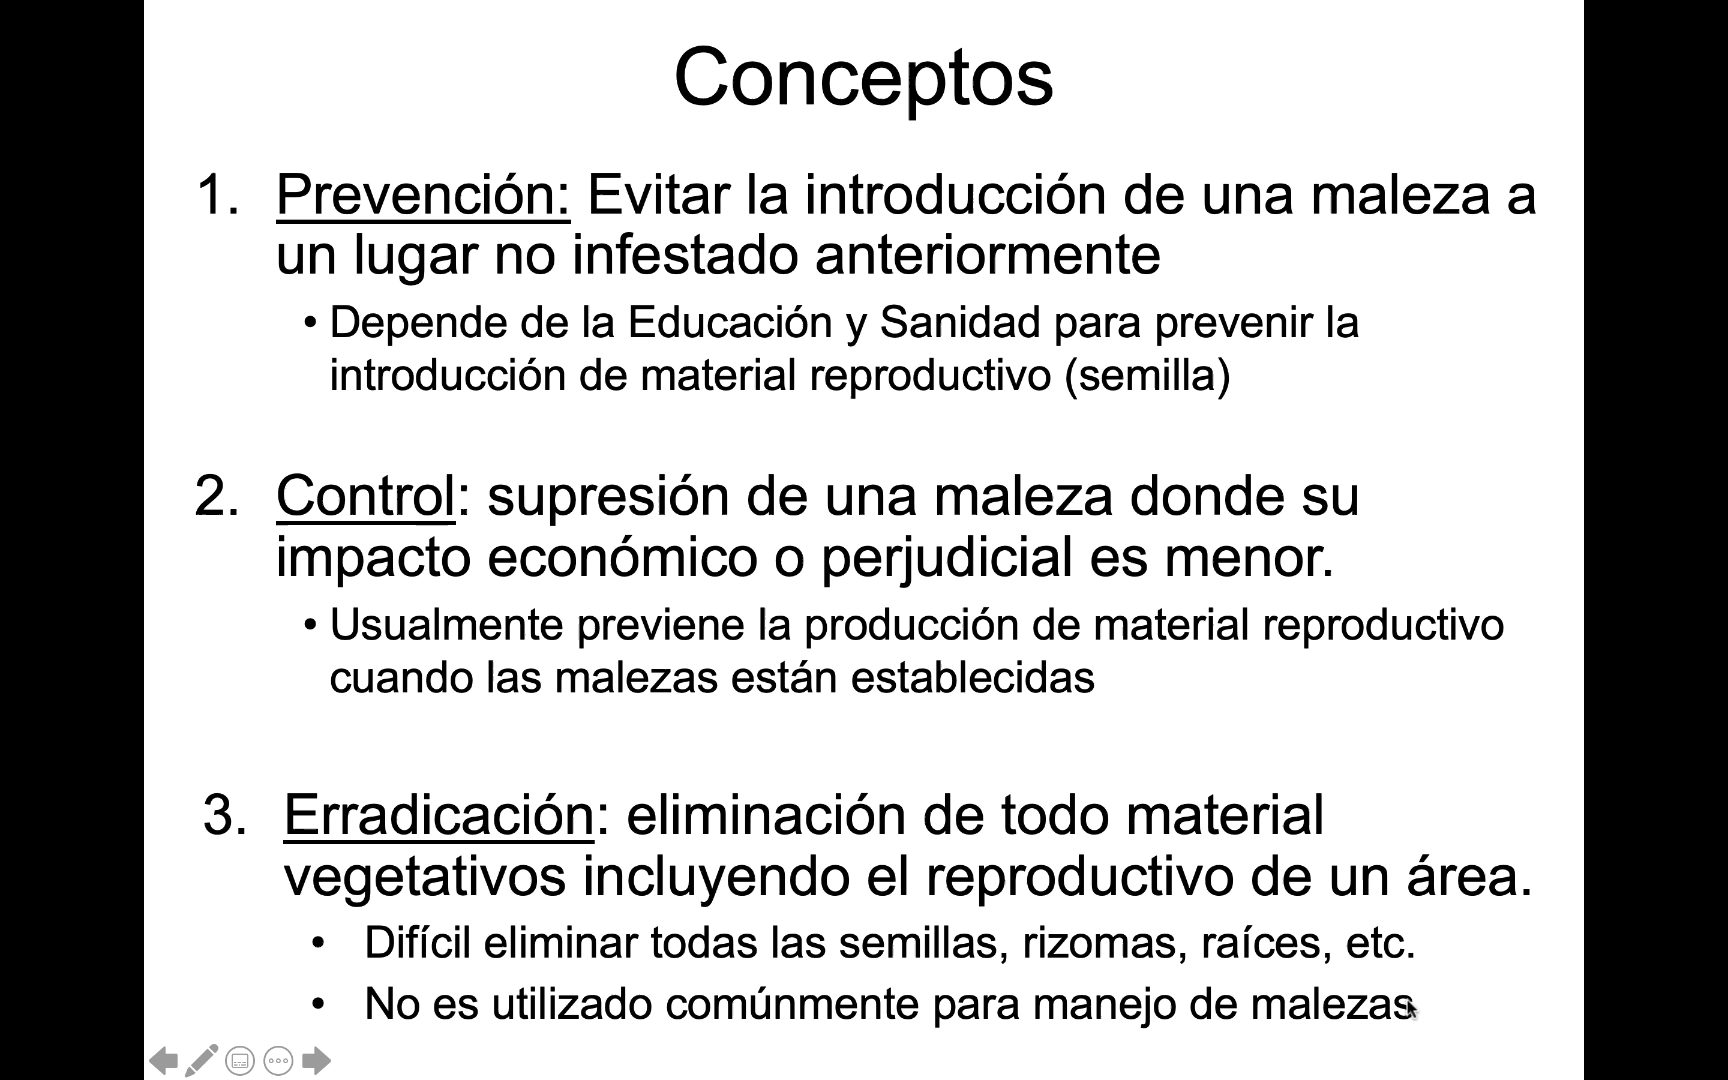 Conceptos
1. Prevención: Evitar la introducción de una maleza a
un lugar no infestado anteriormente
• Depende de la Educación y Sanidad para prevenir la
introducción de material reproductivo (semilla)
2. Control: supresión de una maleza donde su
impacto económico o perjudicial es menor.
• Usualmente previene la producción de material reproductivo
cuando las malezas están establecidas
3. Erradicación: eliminación de todo material
vegetativos incluyendo el reproductivo de un área.
• Difícil eliminar todas las semillas, rizomas, raíces, etc.
• No es utilizado comúnmente para manejo de malezas